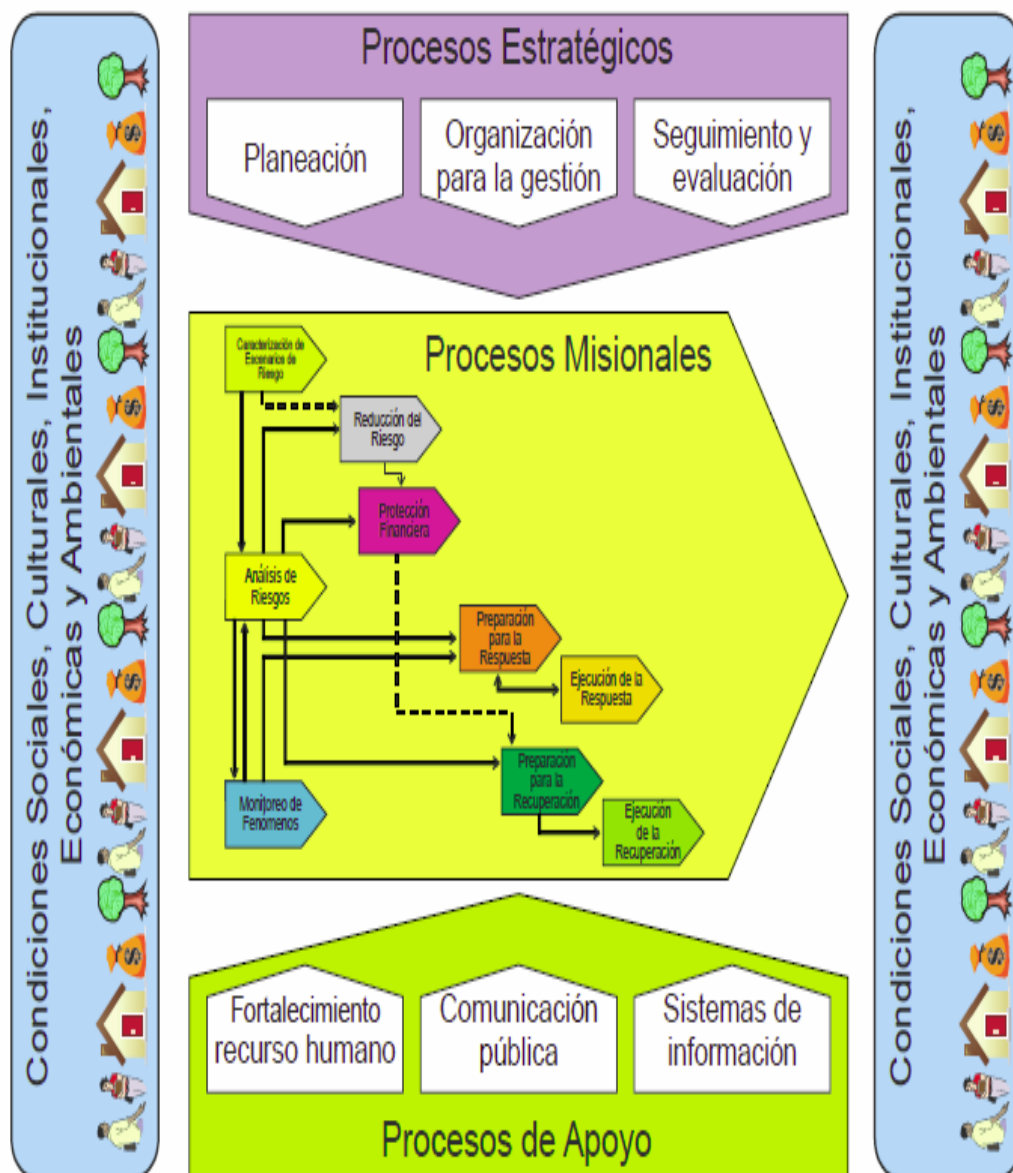 Condiciones Sociales, Culturales, Institucionales,
Económicas y Ambientales
Procesos Estratégicos
Planeación
Organización
para la gestión
Seguimiento y
evaluación
Procesos Misionales
Caracterización de
Escenarios de
Riesgo
Reducción del
Riesgo
Protección
Financiera
Análisis de
Riesgos
Preparación
para la
Respuesta
Ejecución de la
Respuesta
Preparación
para la
Recuperación
Monitoreo de
Fenomenos
Ejecución
de la
Recuperación
Fortalecimiento
recurso humano
Comunicación
pública
Sistemas de
información
Procesos de Apoyo
Condiciones Sociales, Culturales, Institucionales,
Económicas y Ambientales